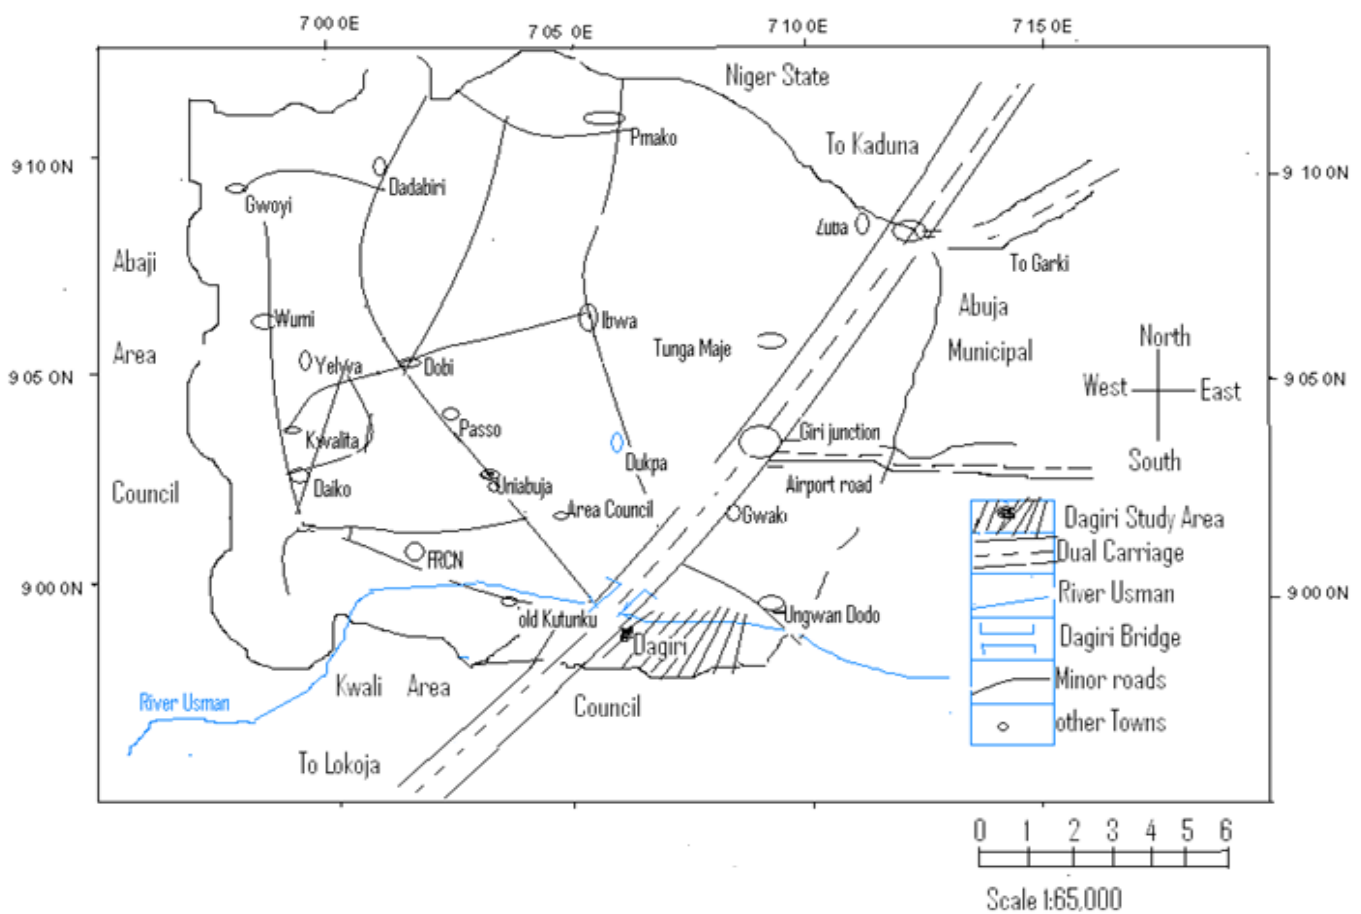 7 00 0E
7 05 0E
7 10 0E
7 15 0E
Niger State
To Kaduna
Pmako
9 10 0N
9 10 0N
Dadabiri
Gwoyi
Zuba
To Garki
Abaji
Abuja
Wumi
Ibwa
Municipal
North
Area
Yelwa
Dobi
Tunga Maje
9 05 0N
9 05 0N
West
East
Kwalita
Passo
Giri junction
Dukpa
South
Council
Daiko
Uniabuja
Airport road
Area Council
Gwako
Dagiri Study Area
Dual Carriage
FRCN
9 00 0N
9 00 0N
River Usman
old Kutunku
Ungwan Dodo
Dagiri
Dagiri Bridge
Kwali Area
Council
Minor roads
River Usman
other Towns
To Lokoja
0 1 2 3 4 5 6
Scale 1:65,000